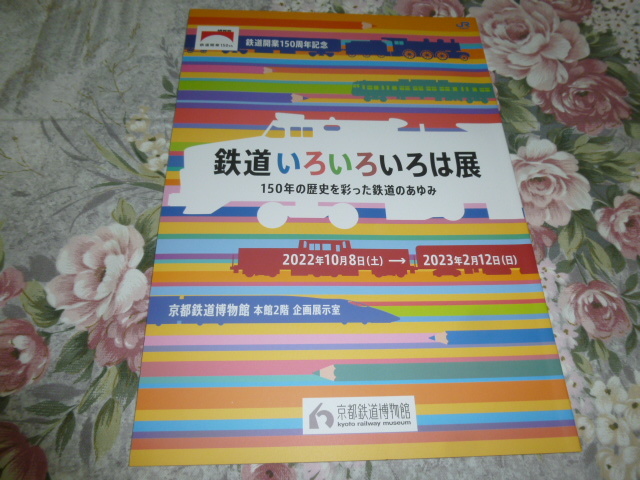 鉄道開業150周年記念
鉄道いろいろいろは展
150年の歴史を彩った鉄道のあゆみ
2022年10月8日(土) → 2023年2月12日(日)
京都鉄道博物館 本館2階 企画展示室
京都鉄道博物館
kyoto railway museum